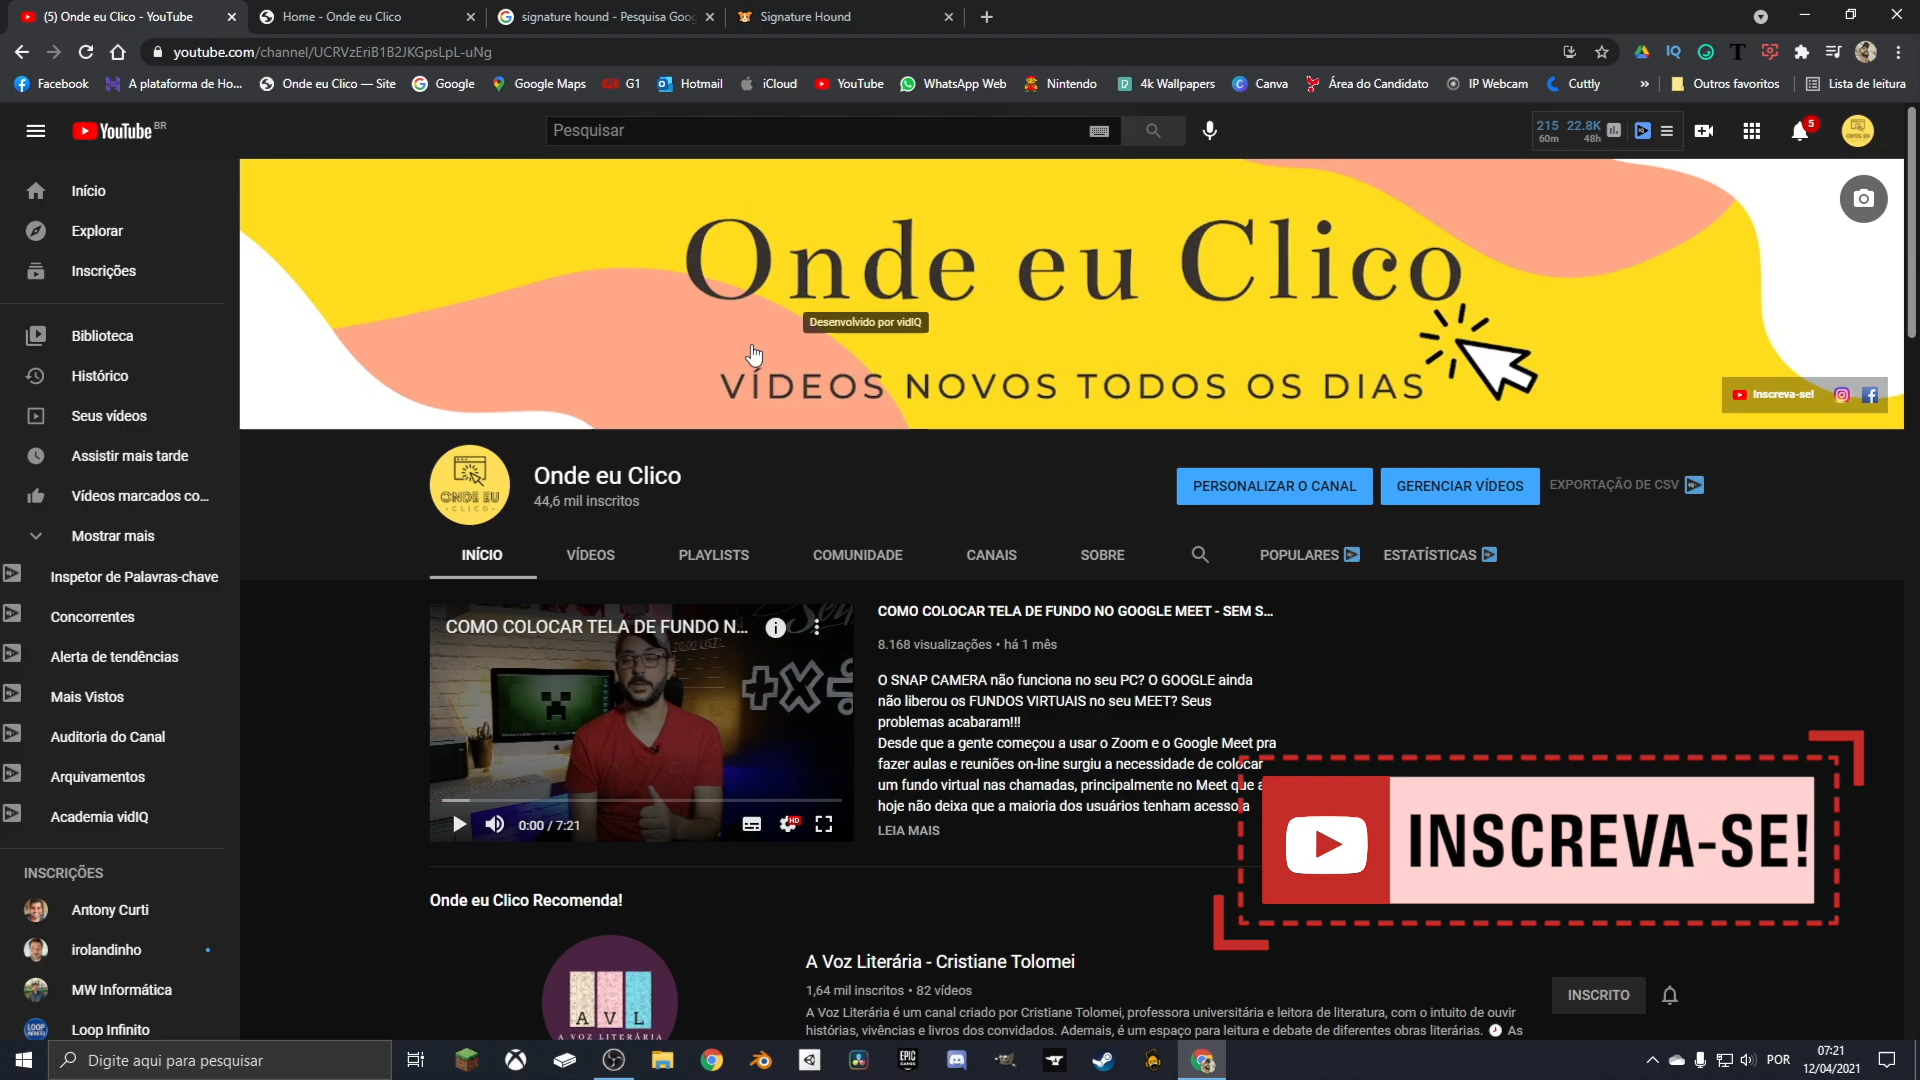 (5) Onde eu Clico - YouTube
Home - Onde eu Clico
signature hound - Pesquisa Goo
Signature Hound
youtube.com/channel/UCRVzEriB1B2JKGpsLpL-uNg
Facebook
A plataforma de Ho...
Onde eu Clico — Site
Google
Google Maps
G1
Hotmail
iCloud
YouTube
WhatsApp Web
Nintendo
4k Wallpapers
Canva
Área do Candidato
IP Webcam
Cuttly
»
Outros favoritos
Lista de leitura
YouTube BR
Pesquisar
215
60m
22.8K
48h
5
Início
Explorar
Inscrições
Biblioteca
Histórico
Seus vídeos
Assistir mais tarde
Vídeos marcados co...
Mostrar mais
Inspetor de Palavras-chave
Concorrentes
Alerta de tendências
Mais Vistos
Auditoria do Canal
Arquivamentos
Academia vidIQ
INSCRIÇÕES
Antony Curti
irolandinho
MW Informática
Loop Infinito
Onde eu Clico
Desenvolvido por vidIQ
VÍDEOS NOVOS TODOS OS DIAS
Inscreva-se!
ONDE EU
-CLICO-
Onde eu Clico
44,6 mil inscritos
PERSONALIZAR O CANAL
GERENCIAR VÍDEOS
EXPORTAÇÃO DE CSV
INÍCIO
VÍDEOS
PLAYLISTS
COMUNIDADE
CANAIS
SOBRE
POPULARES
ESTATÍSTICAS
COMO COLOCAR TELA DE FUNDO N...
0:00 / 7:21
HD
COMO COLOCAR TELA DE FUNDO NO GOOGLE MEET - SEM S...
8.168 visualizações • há 1 mês
O SNAP CAMERA não funciona no seu PC? O GOOGLE ainda
não liberou os FUNDOS VIRTUAIS no seu MEET? Seus
problemas acabaram!!!
Desde que a gente começou a usar o Zoom e o Google Meet pra
fazer aulas e reuniões on-line surgiu a necessidade de colocar
um fundo virtual nas chamadas, principalmente no Meet que a
hoje não deixa que a maioria dos usuários tenham acesso a
LEIA MAIS
INSCREVA-SE!
Onde eu Clico Recomenda!
AVL
A VOZ LITERÁRIA
A Voz Literária - Cristiane Tolomei
1,64 mil inscritos • 82 vídeos
A Voz Literária é um canal criado por Cristiane Tolomei, professora universitária e leitora de literatura, com o intuito de ouvir
histórias, vivências e livros dos convidados. Ademais, é um espaço para leitura e debate de diferentes obras literárias. As
INSCRITO
Digite aqui para pesquisar
POR
07:21
12/04/2021